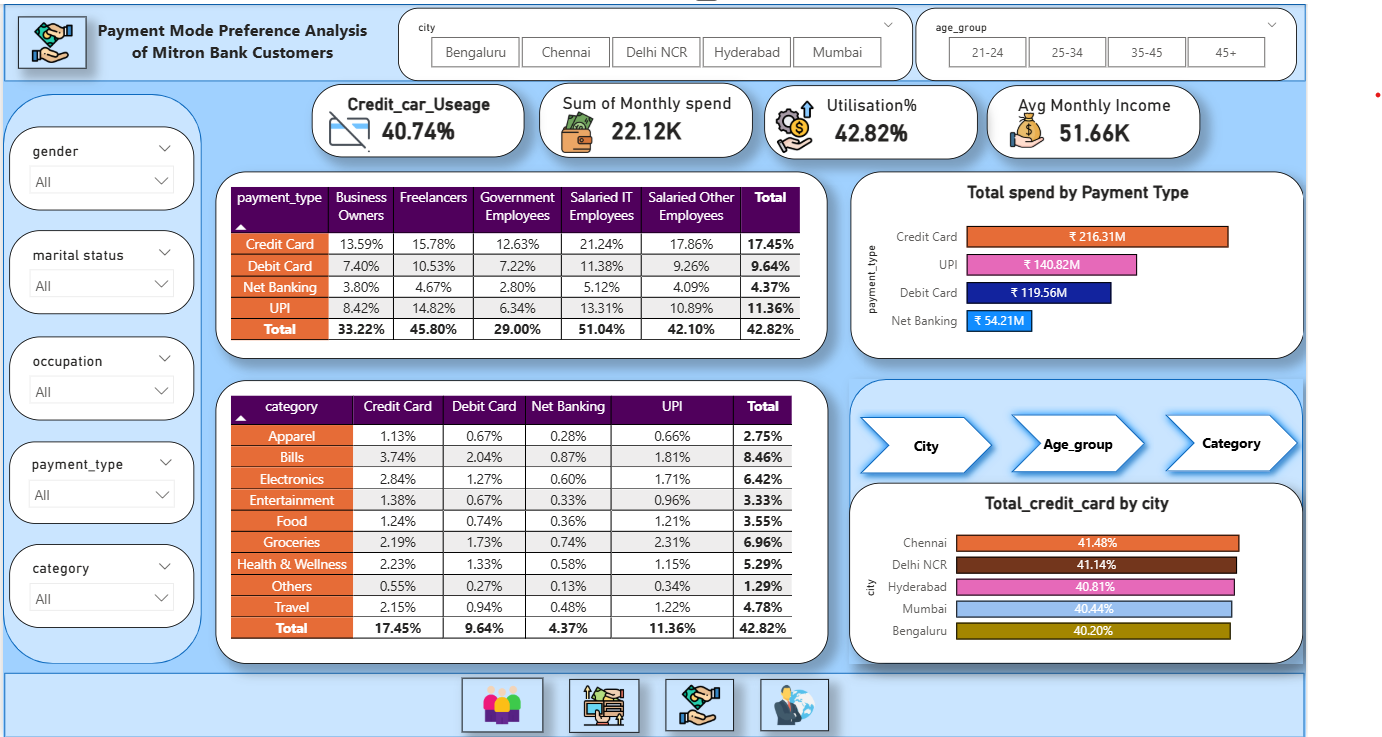 Payment Mode Preference Analysis
of Mitron Bank Customers
city
Bengaluru Chennai Delhi NCR Hyderabad Mumbai
age_group
21-24 25-34 35-45 45+
Credit_car_Useage
40.74%
Sum of Monthly spend
22.12K
Utilisation%
42.82%
Avg Monthly Income
51.66K
gender
All
marital status
All
occupation
All
payment_type
All
category
All
payment_type Business Owners Freelancers Government Employees Salaried IT Employees Salaried Other Employees Total
Credit Card 13.59% 15.78% 12.63% 21.24% 17.86% 17.45%
Debit Card 7.40% 10.53% 7.22% 11.38% 9.26% 9.64%
Net Banking 3.80% 4.67% 2.80% 5.12% 4.09% 4.37%
UPI 8.42% 14.82% 6.34% 13.31% 10.89% 11.36%
Total 33.22% 45.80% 29.00% 51.04% 42.10% 42.82%
Total spend by Payment Type
payment_type
Credit Card ₹ 216.31M
UPI ₹ 140.82M
Debit Card ₹ 119.56M
Net Banking ₹ 54.21M
category Credit Card Debit Card Net Banking UPI Total
Apparel 1.13% 0.67% 0.28% 0.66% 2.75%
Bills 3.74% 2.04% 0.87% 1.81% 8.46%
Electronics 2.84% 1.27% 0.60% 1.71% 6.42%
Entertainment 1.38% 0.67% 0.33% 0.96% 3.33%
Food 1.24% 0.74% 0.36% 1.21% 3.55%
Groceries 2.19% 1.73% 0.74% 2.31% 6.96%
Health & Wellness 2.23% 1.33% 0.58% 1.15% 5.29%
Others 0.55% 0.27% 0.13% 0.34% 1.29%
Travel 2.15% 0.94% 0.48% 1.22% 4.78%
Total 17.45% 9.64% 4.37% 11.36% 42.82%
City Age_group Category
Total_credit_card by city
city
Chennai 41.48%
Delhi NCR 41.14%
Hyderabad 40.81%
Mumbai 40.44%
Bengaluru 40.20%